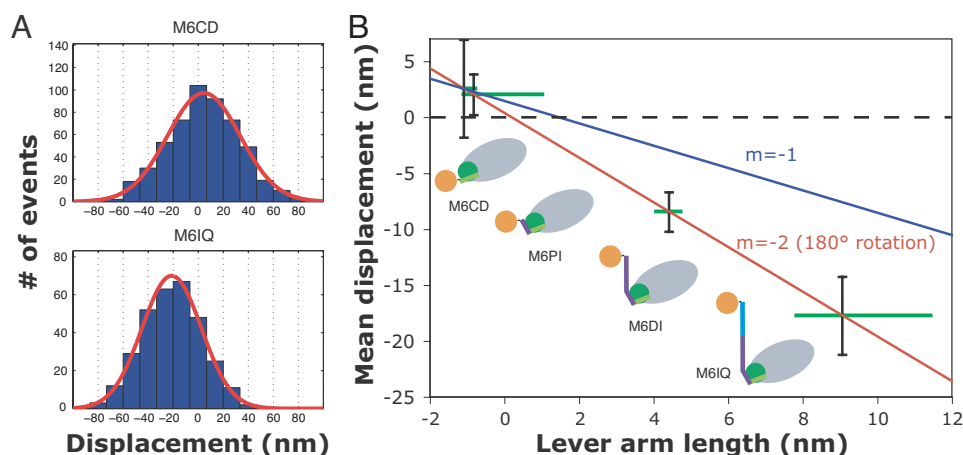 A
M6CD
# of events
140
120
100
80
60
40
20
0
−80 −60 −40 −20 0 20 40 60 80
M6IQ
80
60
40
20
0
−80 −60 −40 −20 0 20 40 60 80
Displacement (nm)
B
Mean displacement (nm)
5
0
-5
-10
-15
-20
-25
m=-1
m=-2 (180° rotation)
M6CD
M6PI
M6DI
M6IQ
-2 0 2 4 6 8 10 12
Lever arm length (nm)